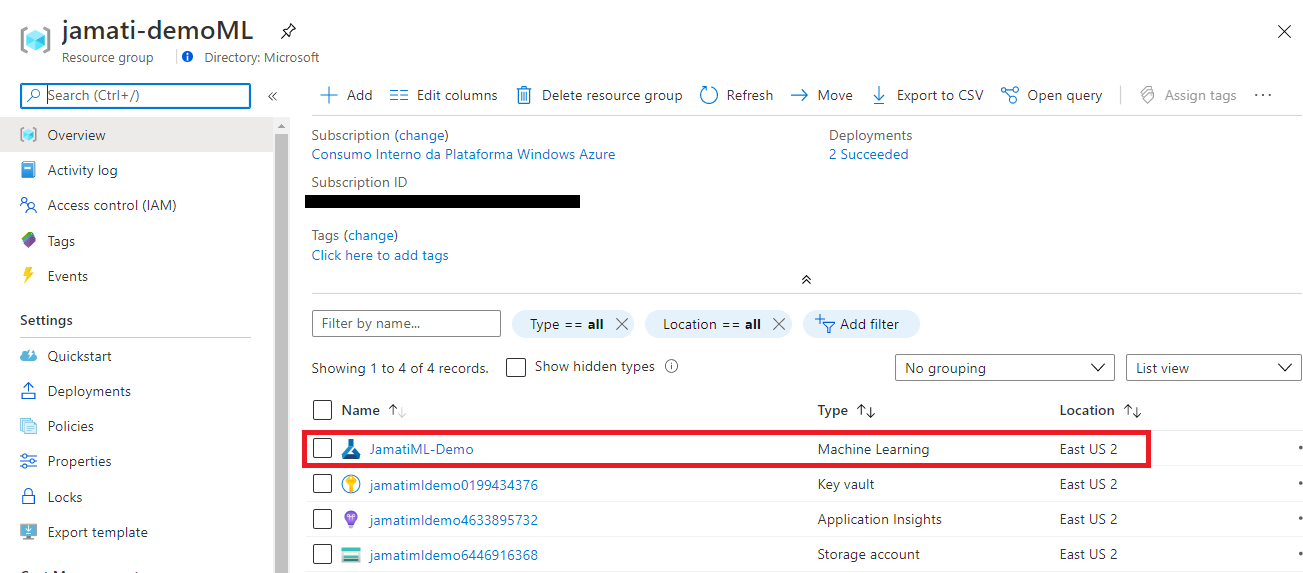 jamati-demoML
Resource group
Directory: Microsoft
Search (Ctrl+/)
Overview
Activity log
Access control (IAM)
Tags
Events
Settings
Quickstart
Deployments
Policies
Properties
Locks
Export template
Add
Edit columns
Delete resource group
Refresh
Move
Export to CSV
Open query
Assign tags
Subscription (change)
Consumo Interno da Plataforma Windows Azure
Subscription ID
Deployments
2 Succeeded
Tags (change)
Click here to add tags
Filter by name...
Type == all
Location == all
Add filter
Showing 1 to 4 of 4 records.
Show hidden types
No grouping
List view
Name Type Location
JamatiML-Demo Machine Learning East US 2
jamatimldemo0199434376 Key vault East US 2
jamatimldemo4633895732 Application Insights East US 2
jamatimldemo6446916368 Storage account East US 2